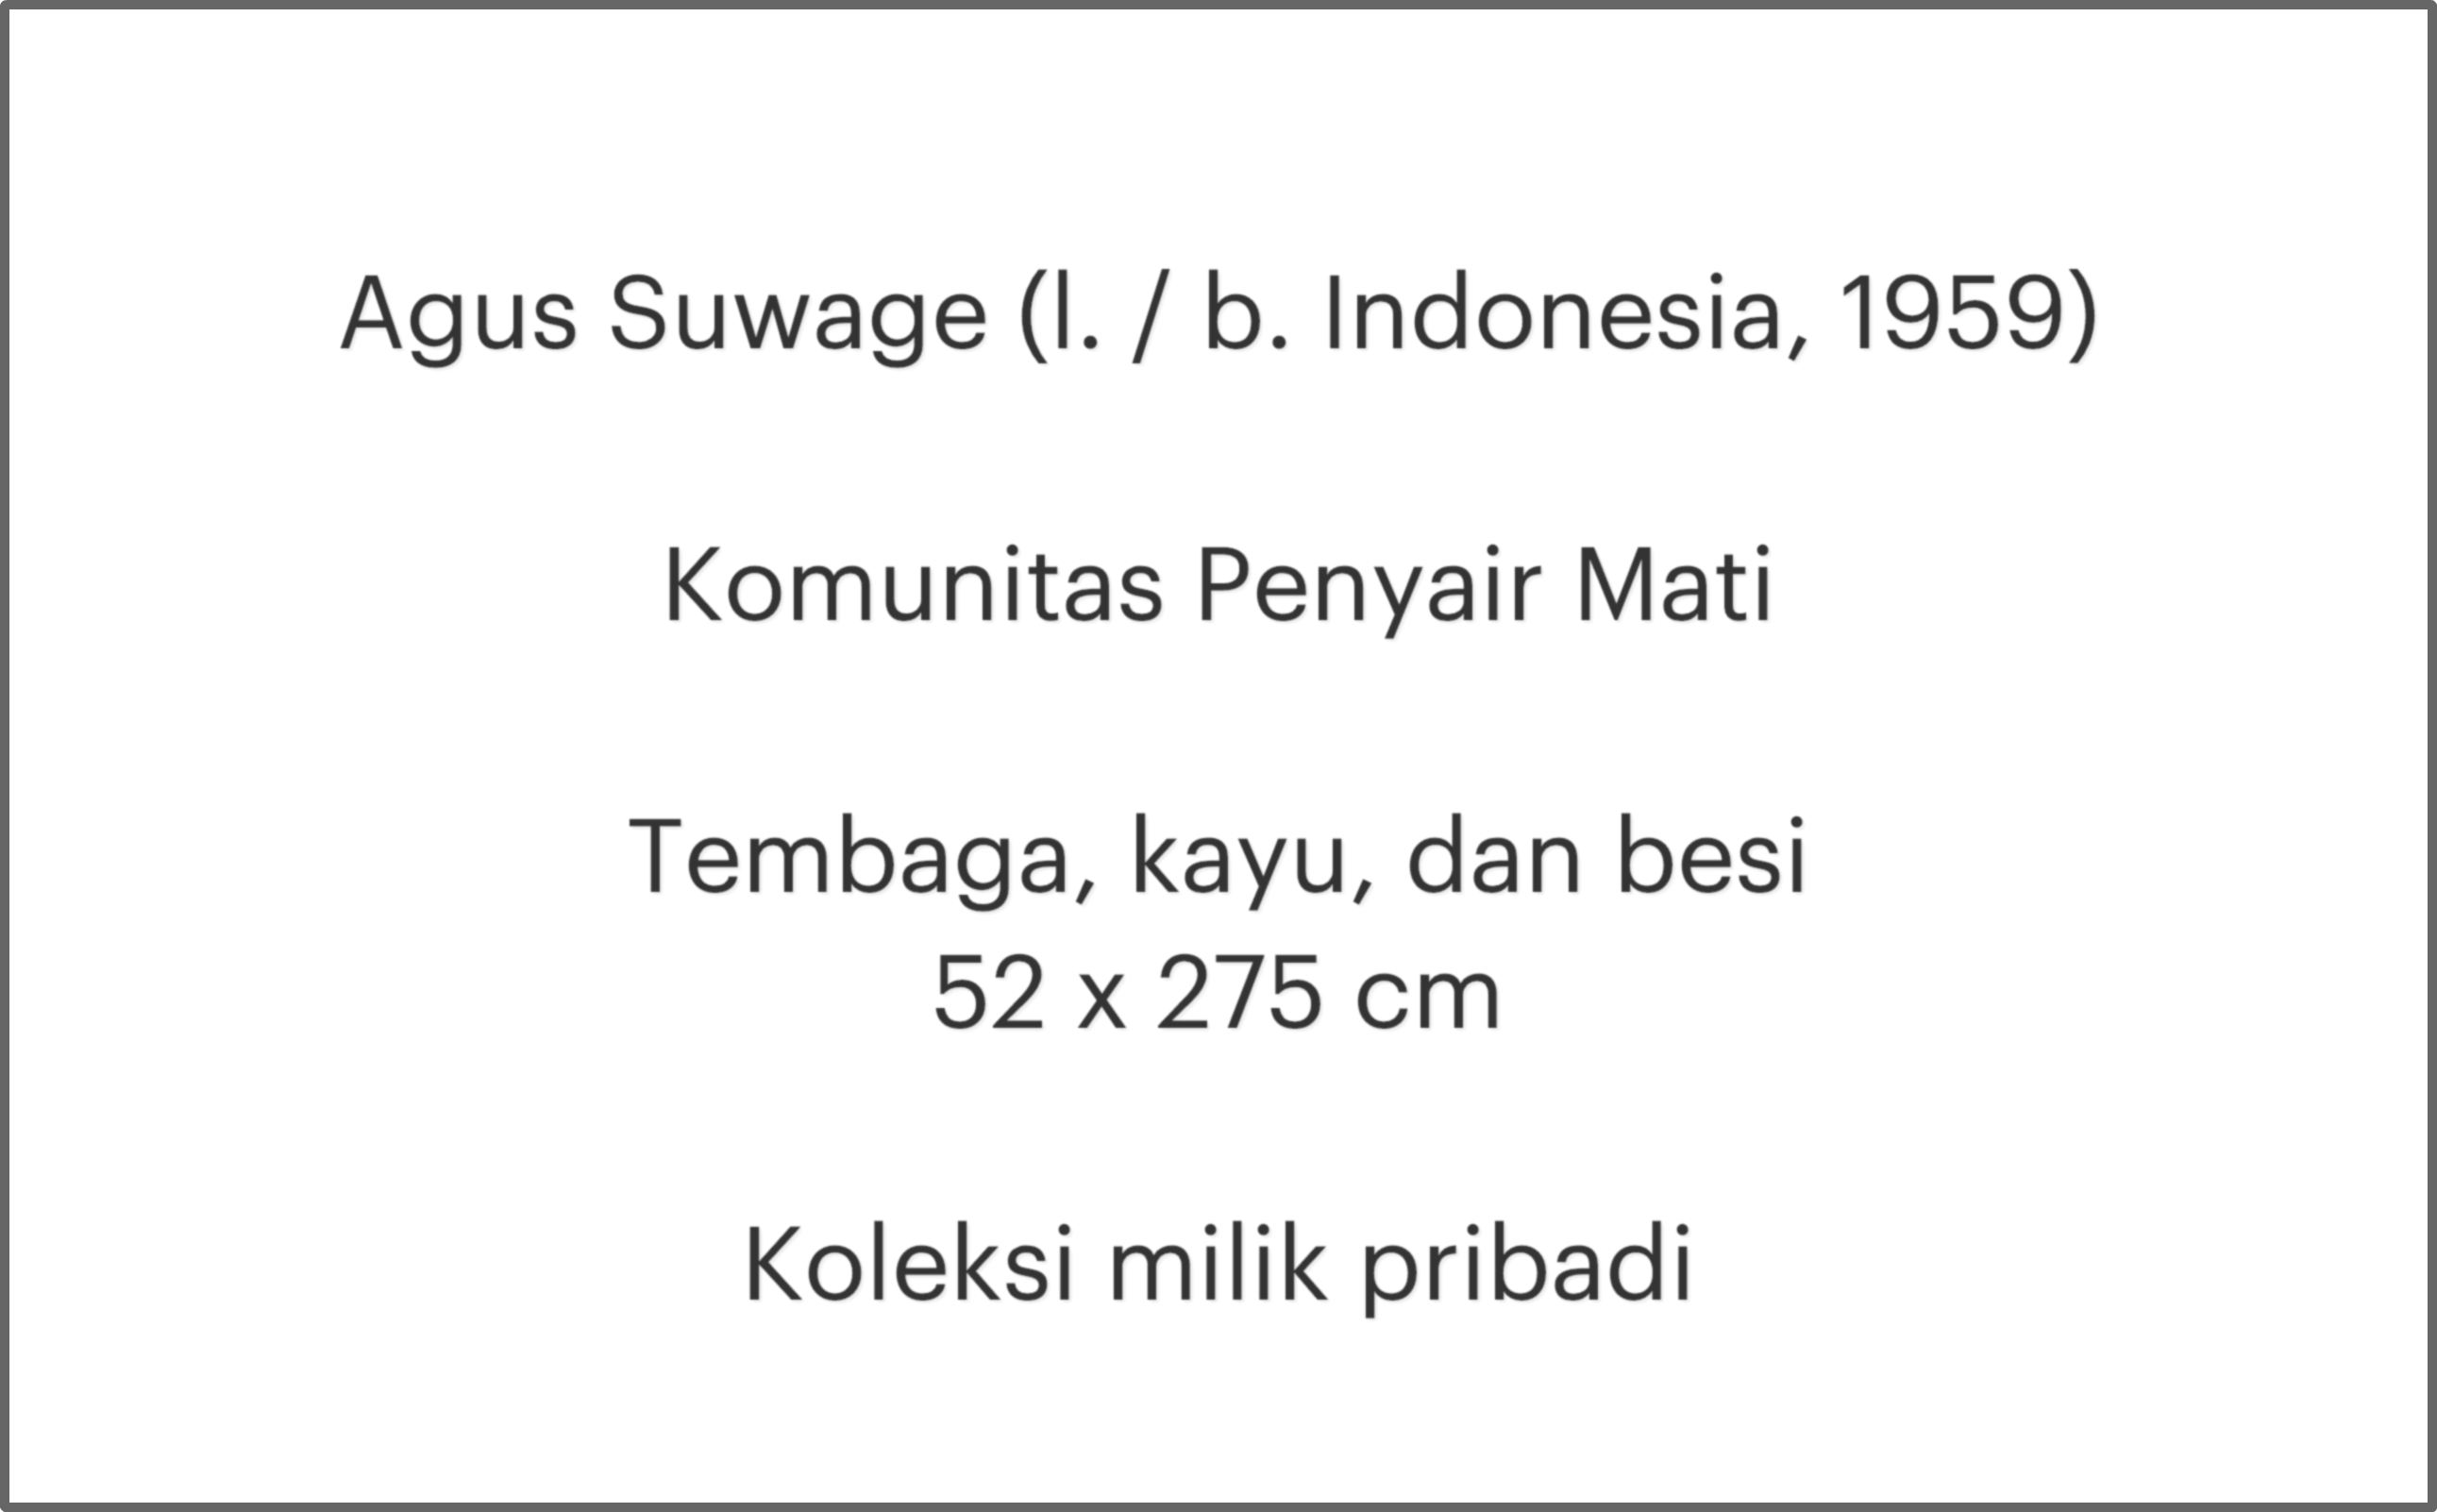 Agus Suwage (l. / b. Indonesia, 1959)
Komunitas Penyair Mati
Tembaga, kayu, dan besi
52 x 275 cm
Koleksi milik pribadi